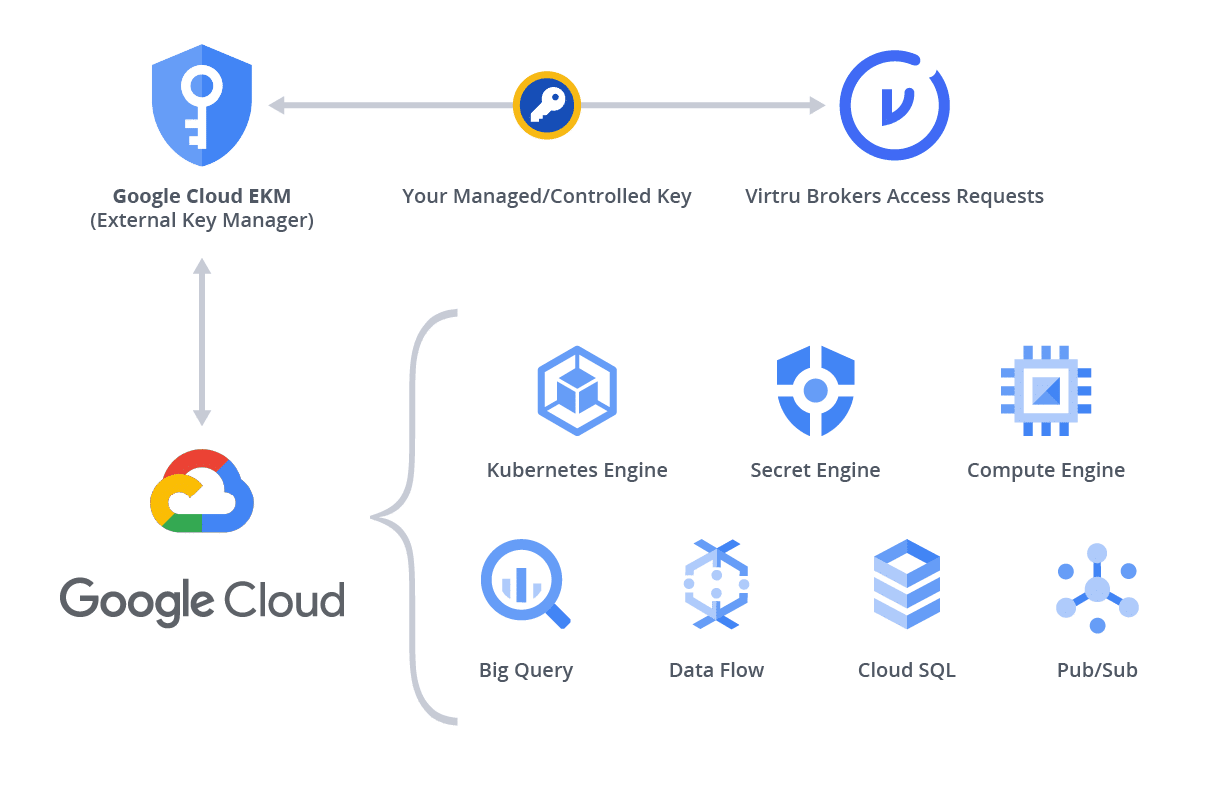 Google Cloud EKM
(External Key Manager)
Your Managed/Controlled Key
Virtru Brokers Access Requests
Google Cloud
Kubernetes Engine
Secret Engine
Compute Engine
Big Query
Data Flow
Cloud SQL
Pub/Sub